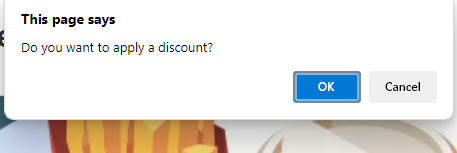 This page says
Do you want to apply a discount?
OK Cancel